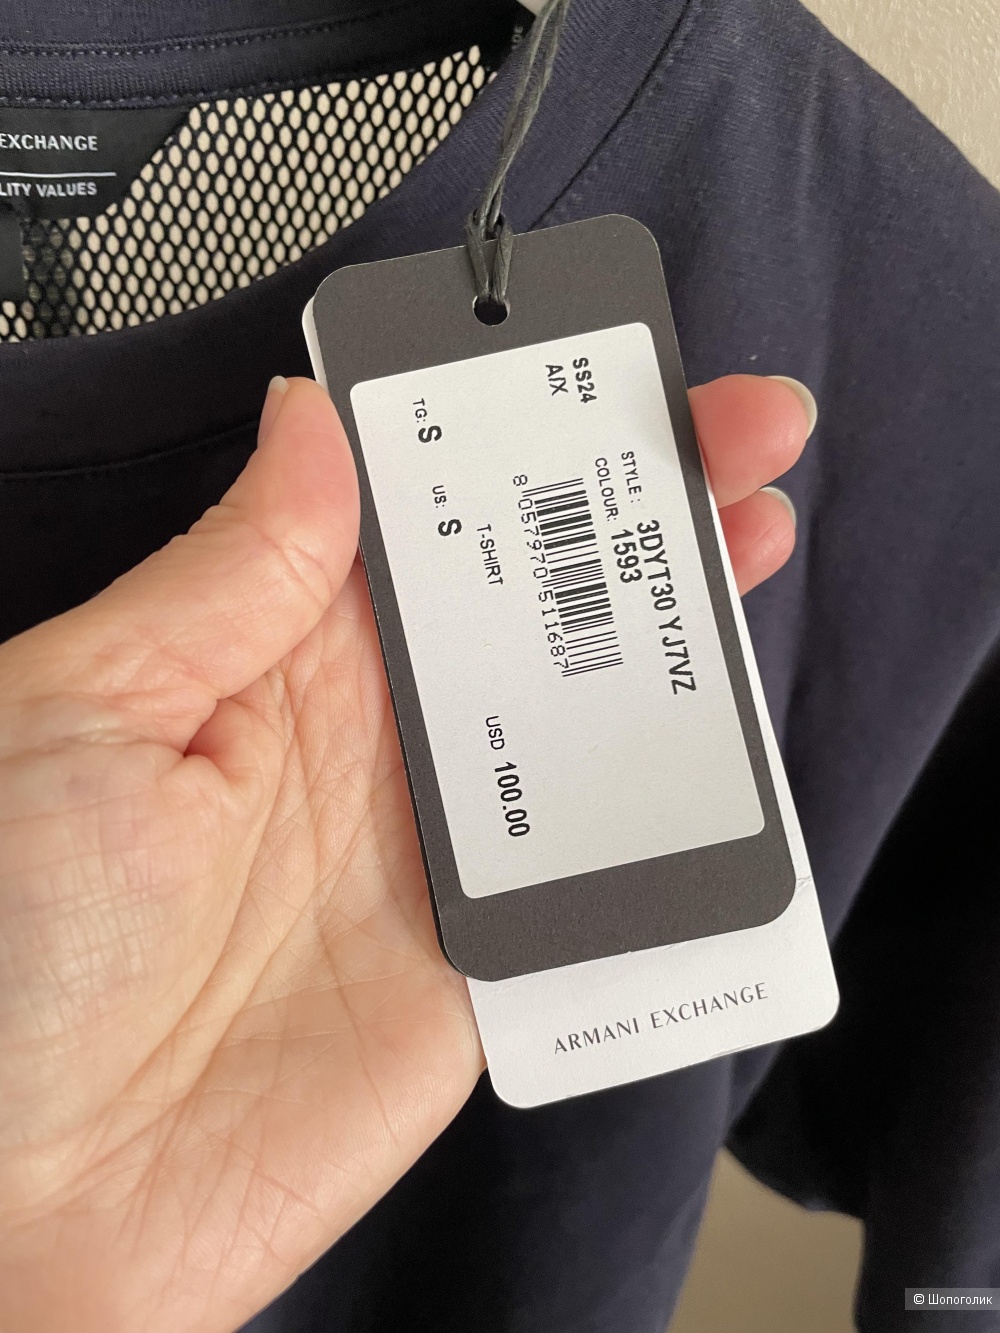 EXCHANGE
LITY VALUES
SS24
A/X
STYLE : 3DYT30 YJ7VZ
COLOUR: 1593
8 057970 511687
T-SHIRT
TG: S
US: S
USD 100.00
ARMANI EXCHANGE
© Шопоголик